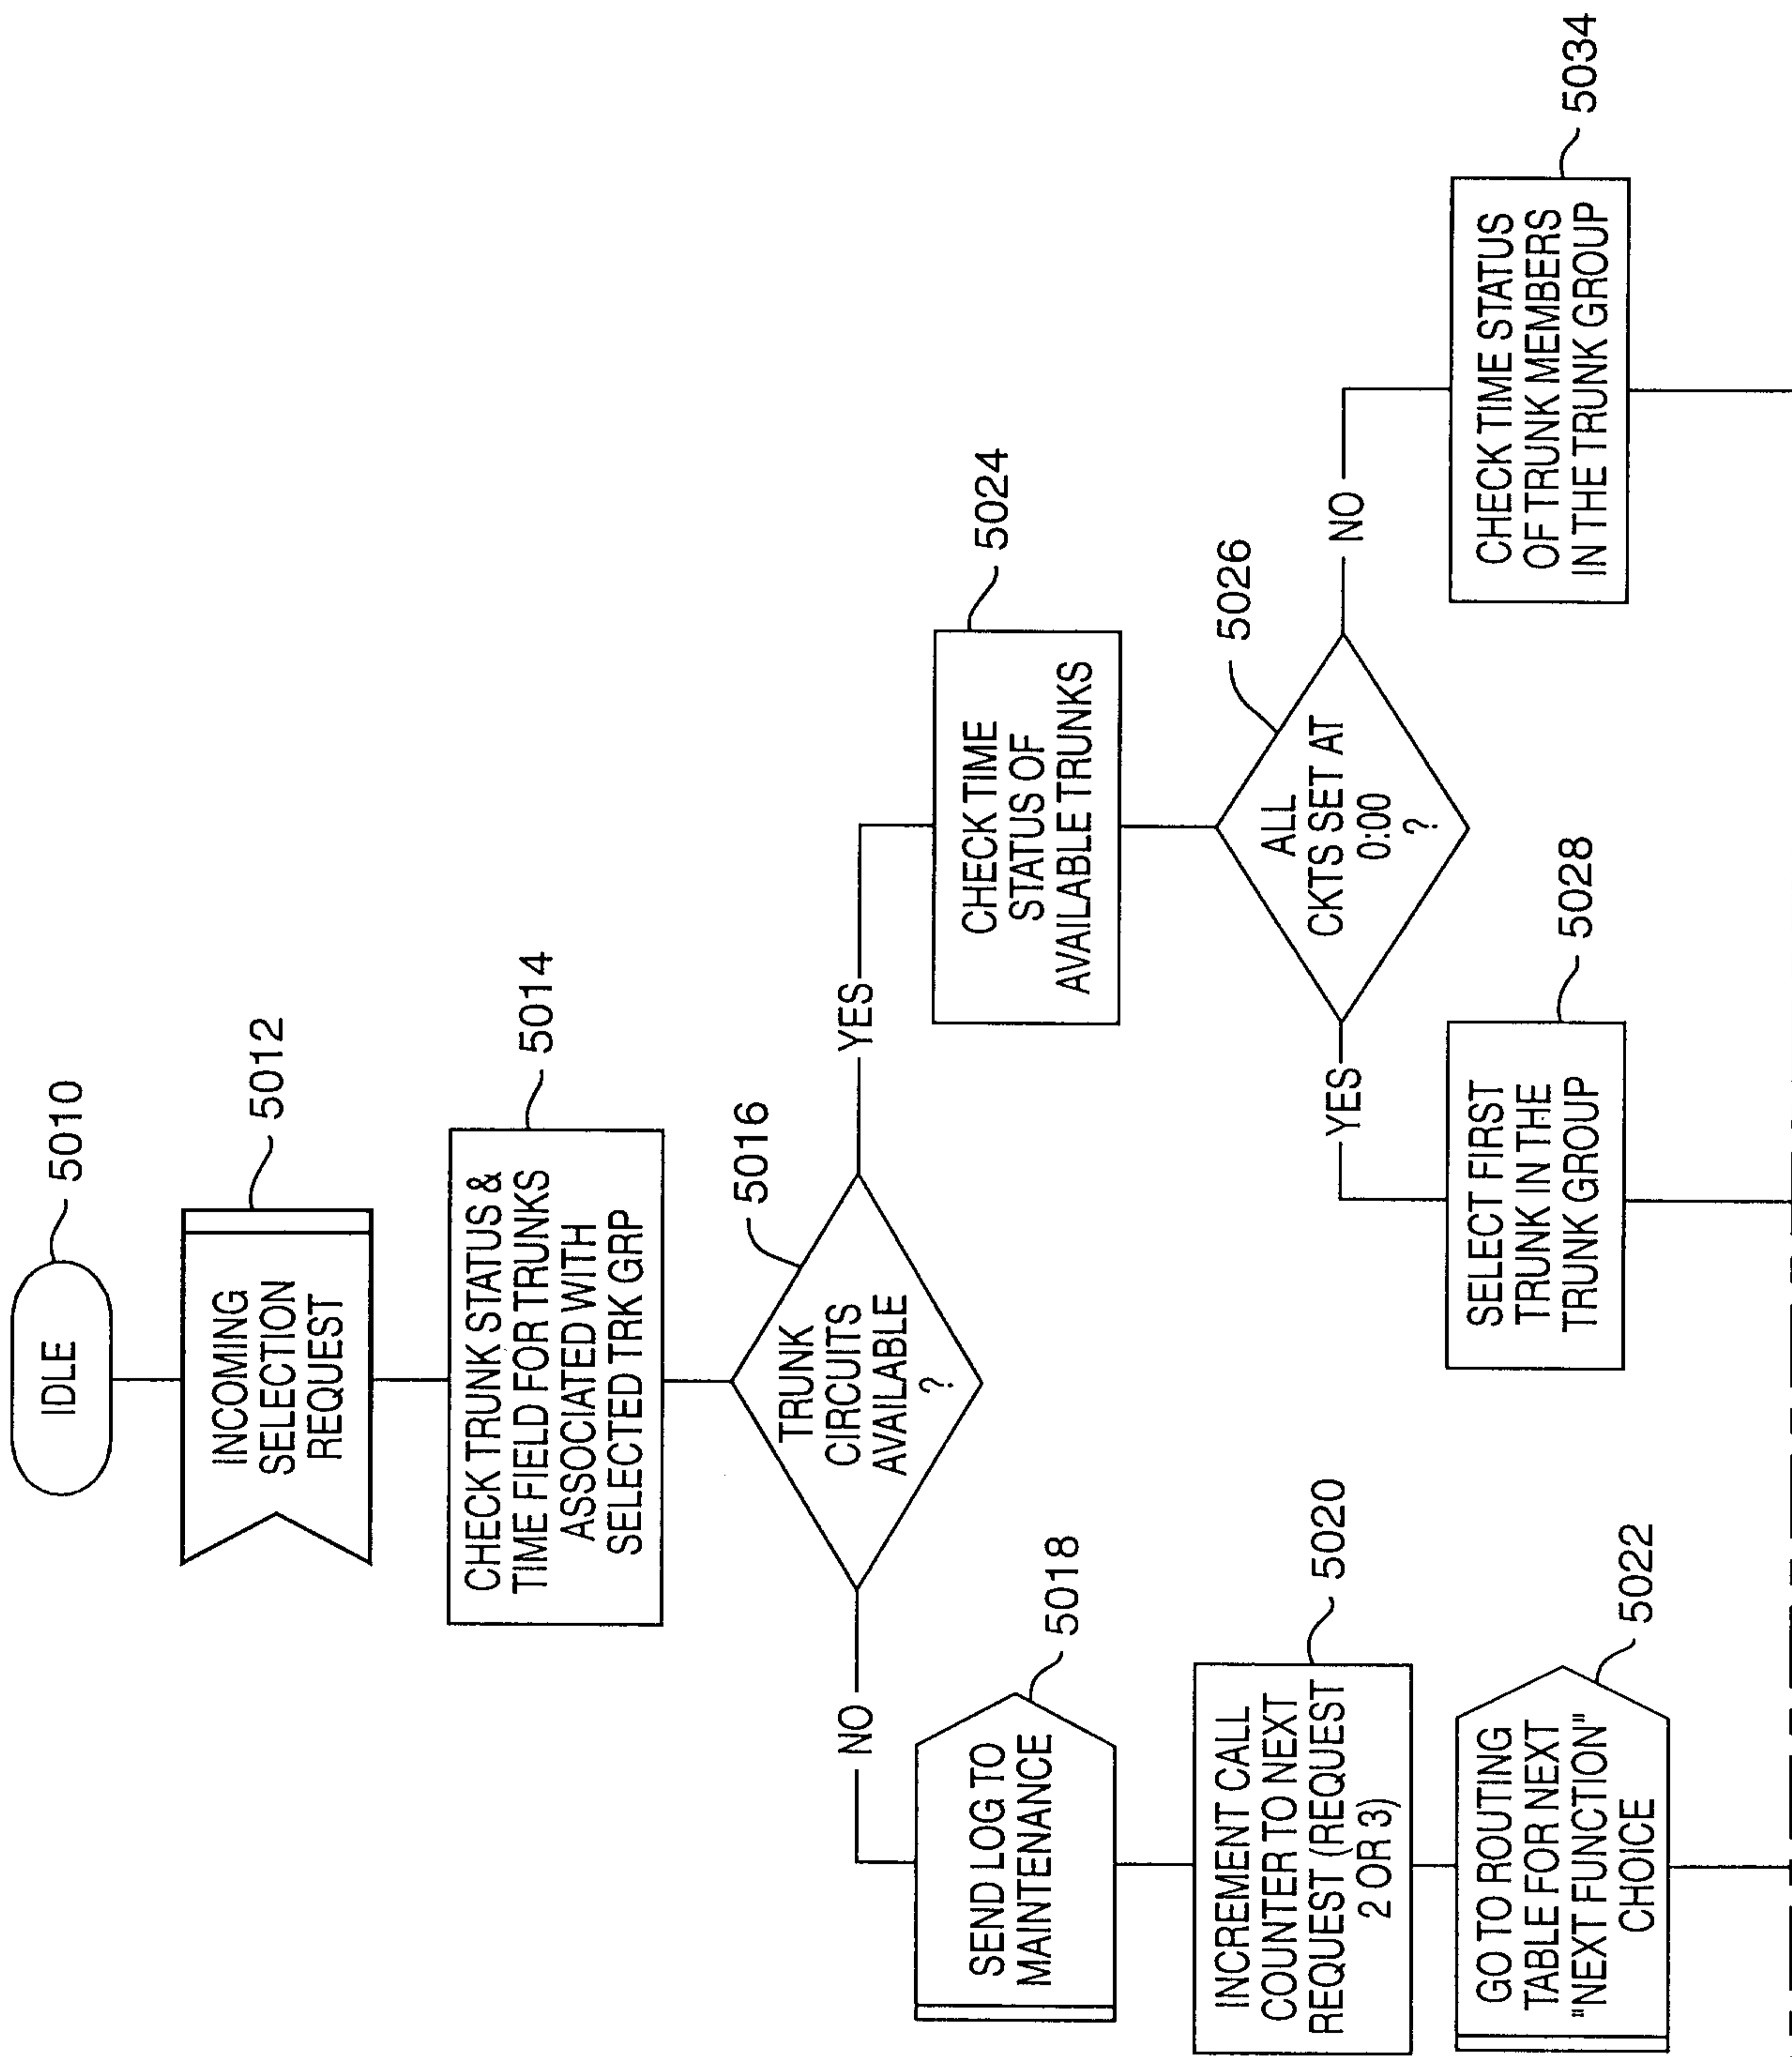 IDLE
5010
INCOMING
SELECTION
REQUEST
5012
CHECK TRUNK STATUS &
TIME FIELD FOR TRUNKS
ASSOCIATED WITH
SELECTED TRK GRP
5014
TRUNK
CIRCUITS
AVAILABLE
?
5016
NO
YES
SEND LOG TO
MAINTENANCE
5018
INCREMENT CALL
COUNTER TO NEXT
REQUEST (REQUEST
2 OR 3)
5020
GO TO ROUTING
TABLE FOR NEXT
"NEXT FUNCTION"
CHOICE
5022
CHECK TIME
STATUS OF
AVAILABLE TRUNKS
5024
ALL
CKTS SET AT
0:00
?
5026
YES
NO
SELECT FIRST
TRUNK IN THE
TRUNK GROUP
5028
CHECK TIME STATUS
OF TRUNK MEMBERS
IN THE TRUNK GROUP
5034